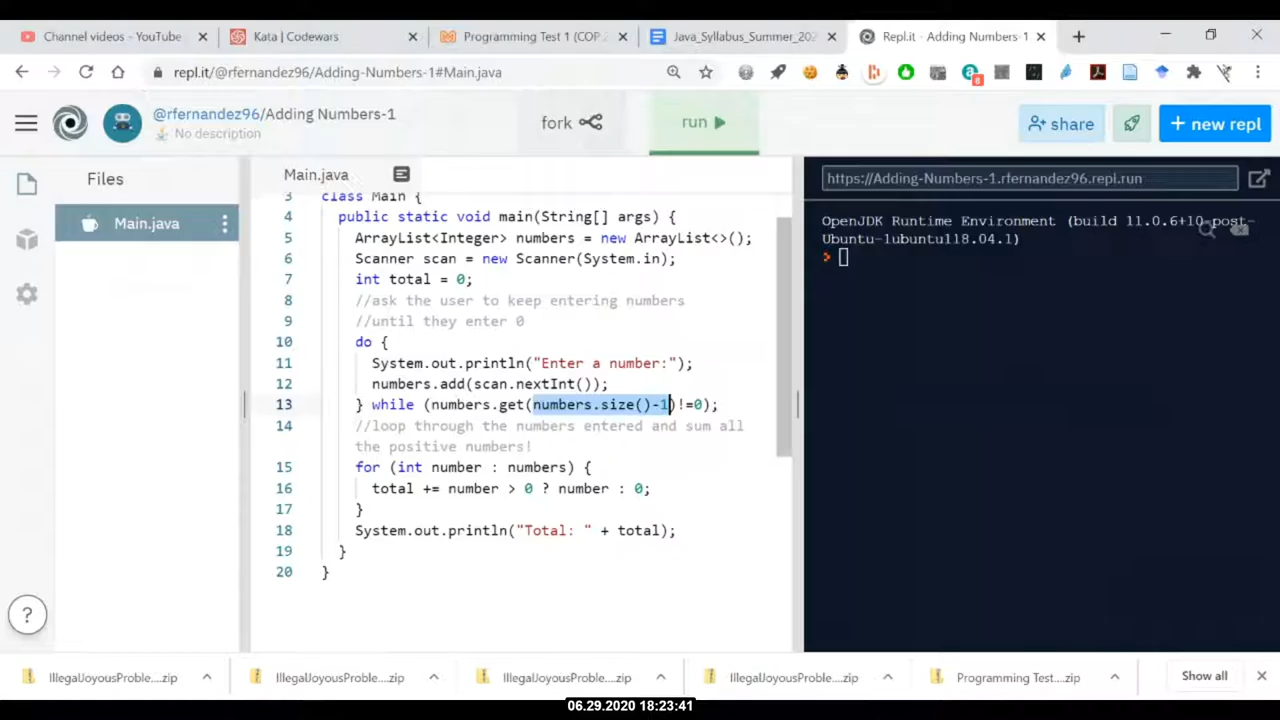 Channel videos - YouTube
Kata | Codewars
Programming Test 1 (COP 2
Java_Syllabus_Summer_202
Repl.it - Adding Numbers-1
repl.it/@rfernandez96/Adding-Numbers-1#Main.java
8
@rfernandez96/Adding Numbers-1
No description
fork
run
share
+ new repl
Files
Main.java
Main.java
3 class Main {
4 public static void main(String[] args) {
5 ArrayList<Integer> numbers = new ArrayList<>();
6 Scanner scan = new Scanner(System.in);
7 int total = 0;
8 //ask the user to keep entering numbers
9 //until they enter 0
10 do {
11 System.out.println("Enter a number:");
12 numbers.add(scan.nextInt());
13 } while (numbers.get(numbers.size()-1)!=0);
14 //loop through the numbers entered and sum all
the positive numbers!
15 for (int number : numbers) {
16 total += number > 0 ? number : 0;
17 }
18 System.out.println("Total: " + total);
19 }
20 }
https://Adding-Numbers-1.rfernandez96.repl.run
OpenJDK Runtime Environment (build 11.0.6+10-post-
Ubuntu-1ubuntu118.04.1)
?
IllegalJoyousProble....zip
IllegalJoyousProble....zip
IllegalJoyousProble....zip
IllegalJoyousProble....zip
Programming Test....zip
Show all
06.29.2020 18:23:41